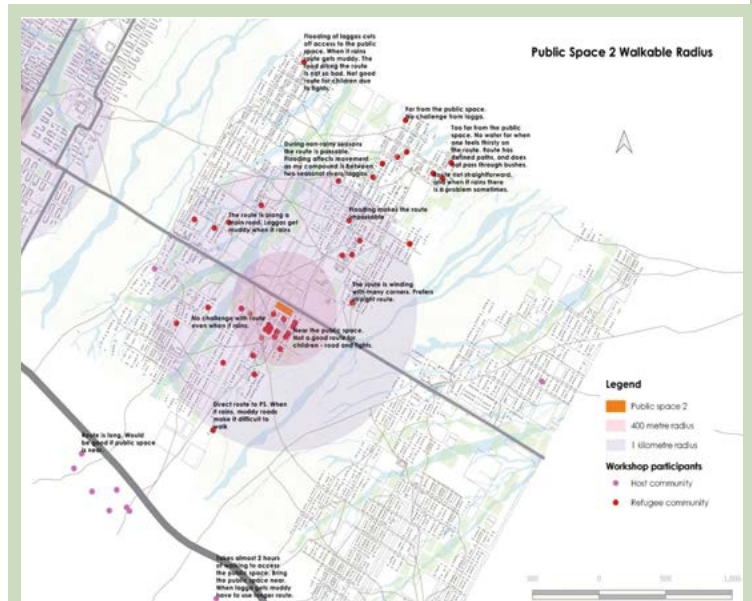 Flooding of laggas cuts
off access to the public
space. When it rains
route gets muddy. The
road along the route
is not so bad. Not good
route for children due
to fights.
Public Space 2 Walkable Radius
Far from the public space.
No challenge from lagga.
Too far from the public
space. No water for when
one feels thirsty on
the route. Route has
defined paths, and does
not pass through bushes.
During non-rainy seasons
the route is passable.
Flooding affects movement
as my compound is between
two seasonal rivers/laggas.
Route not straightforward,
and when it rains there
is a problem sometimes.
The route is along a
main road. Laggas get
muddy when it rains
Flooding makes the route
impassable
The route is winding
with many corners. Prefers
straight route.
No challenge with route
even when it rains.
Near the public space.
Not a good route for
children - road and fights.
Direct route to PS. When
it rains, muddy roads
make it difficult to
walk
Route is long. Would
be good if public space
is near.
Takes almost 2 hours
of walking to access
the public space. Bring
the public space near.
When lagga gets muddy
have to use longer route.
Legend
Public space 2
400 metre radius
1 kilometre radius
Workshop participants
Host community
Refugee community
500 0 500 1,000